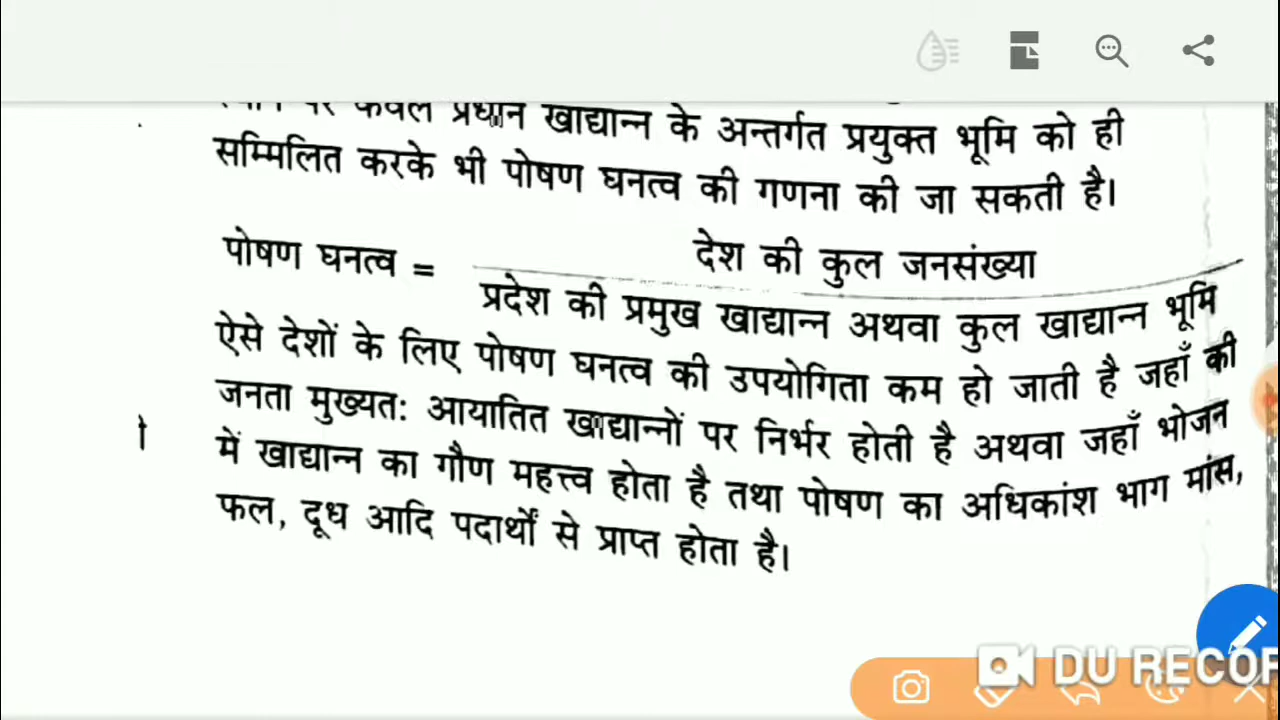 पर केवल प्रधान खाद्यान्न के अन्तर्गत प्रयुक्त भूमि को ही
सम्मिलित करके भी पोषण घनत्व की गणना की जा सकती है।
देश की कुल जनसंख्या
पोषण घनत्व =
प्रदेश की प्रमुख खाद्यान्न अथवा कुल खाद्यान्न भूमि
ऐसे देशों के लिए पोषण घनत्व की उपयोगिता कम हो जाती है जहाँ की
जनता मुख्यत: आयातित खाद्यान्नों पर निर्भर होती है अथवा जहाँ भोजन
में खाद्यान्न का गौण महत्त्व होता है तथा पोषण का अधिकांश भाग मांस,
फल, दूध आदि पदार्थों से प्राप्त होता है।
DU RECOR